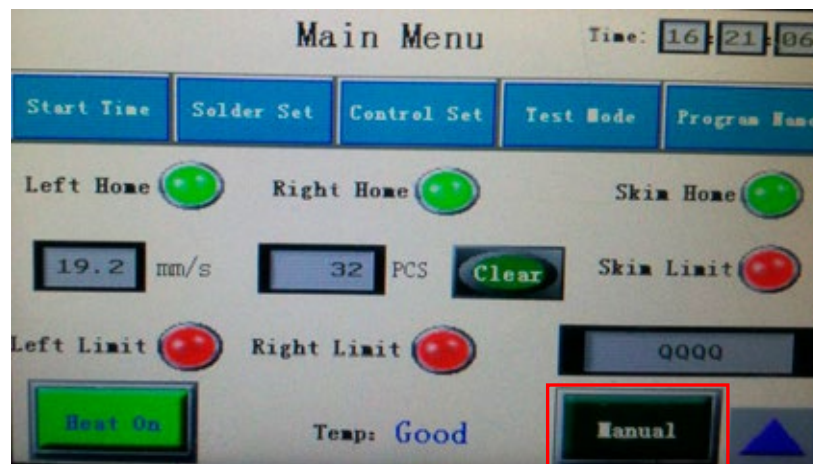 Main Menu Time: 16:21:06
Start Time Solder Set Control Set Test Mode Program Name
Left Home Right Home Skim Home
19.2 mm/s 32 PCS Clear Skim Limit
Left Limit Right Limit QQQQ
Heat On Temp: Good Manual